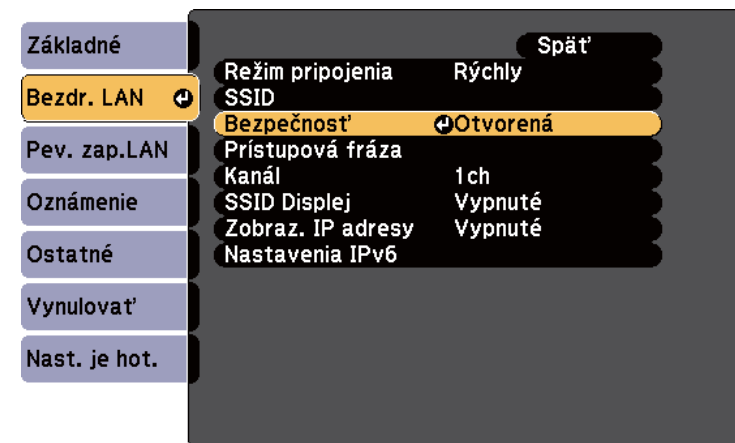 Základné
Bezdr. LAN
Pev. zap.LAN
Oznámenie
Ostatné
Vynulovať
Nast. je hot.
Späť
Režim pripojenia Rýchly
SSID
Bezpečnosť Otvorená
Prístupová fráza
Kanál 1ch
SSID Displej Vypnuté
Zobraz. IP adresy Vypnuté
Nastavenia IPv6